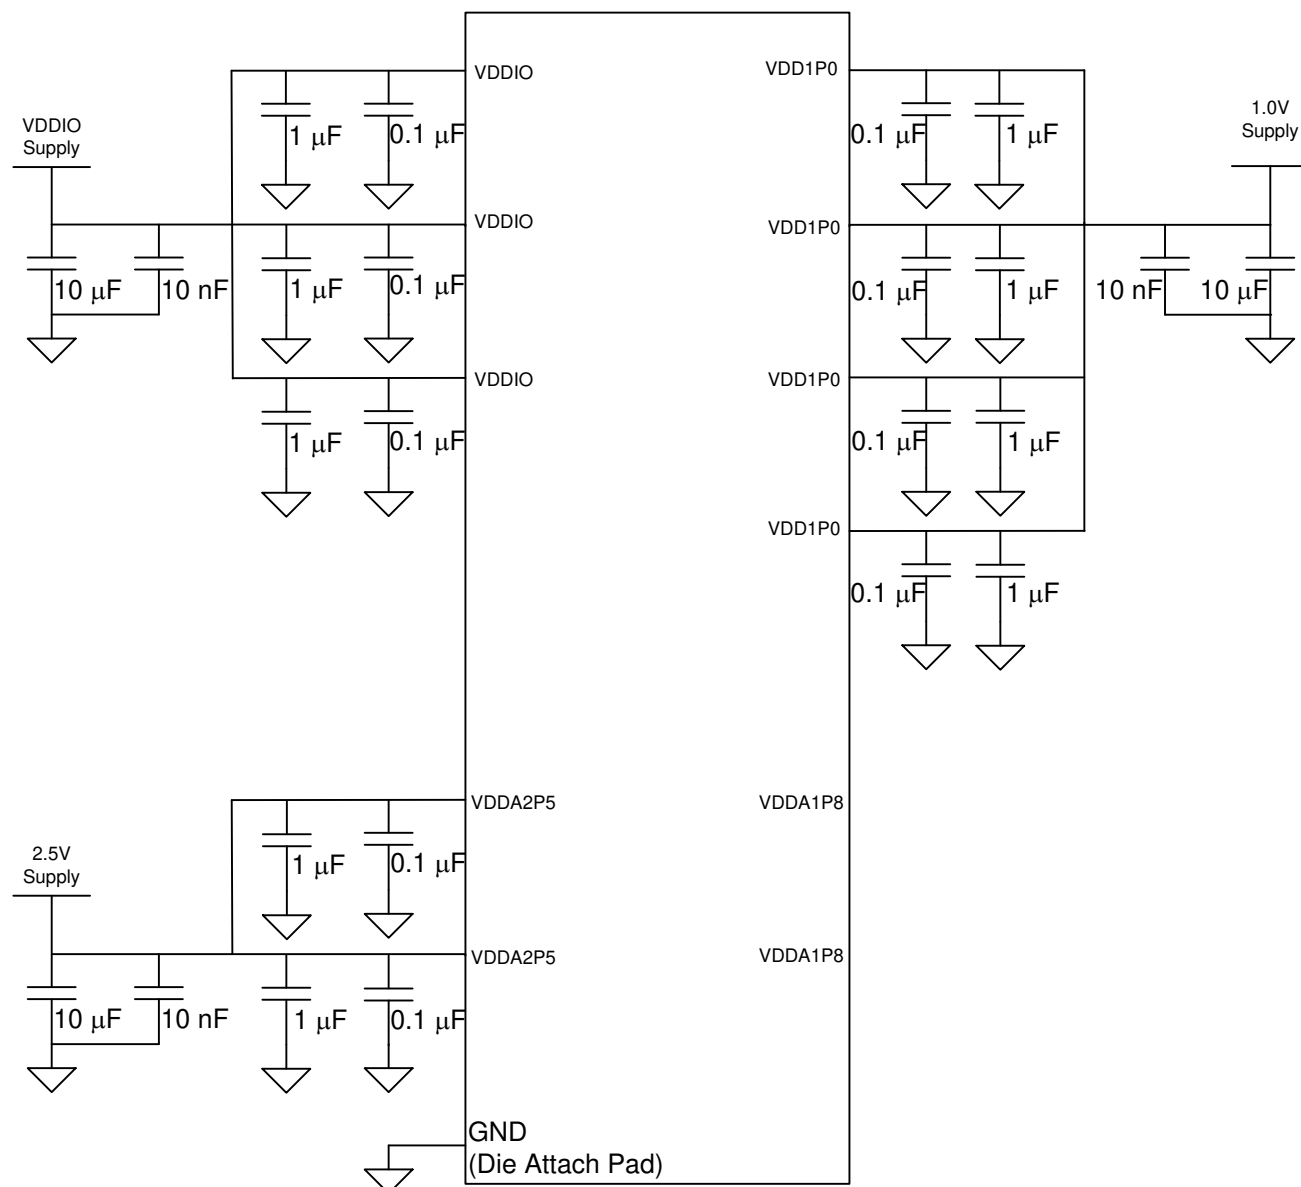 VDDIO
VDD1P0
VDDIO
Supply
1 μF
0.1 μF
0.1 μF
1 μF
1.0V
Supply
VDDIO
VDD1P0
10 μF
10 nF
1 μF
0.1 μF
0.1 μF
1 μF
10 nF
10 μF
VDDIO
VDD1P0
1 μF
0.1 μF
0.1 μF
1 μF
VDD1P0
0.1 μF
1 μF
VDDA2P5
VDDA1P8
2.5V
Supply
1 μF
0.1 μF
VDDA2P5
VDDA1P8
10 μF
10 nF
1 μF
0.1 μF
GND
(Die Attach Pad)